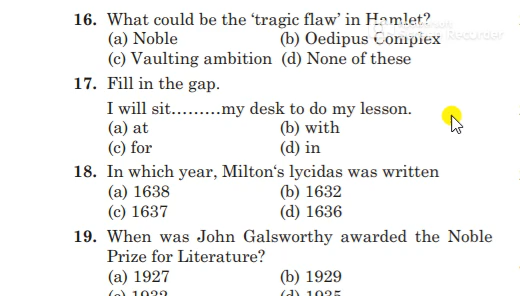 16. What could be the ‘tragic flaw’ in Hamlet?
(a) Noble (b) Oedipus Complex
(c) Vaulting ambition (d) None of these
17. Fill in the gap.
I will sit.........my desk to do my lesson.
(a) at (b) with
(c) for (d) in
18. In which year, Milton‘s lycidas was written
(a) 1638 (b) 1632
(c) 1637 (d) 1636
19. When was John Galsworthy awarded the Noble
Prize for Literature?
(a) 1927 (b) 1929
(c) 1932 (d) 1935